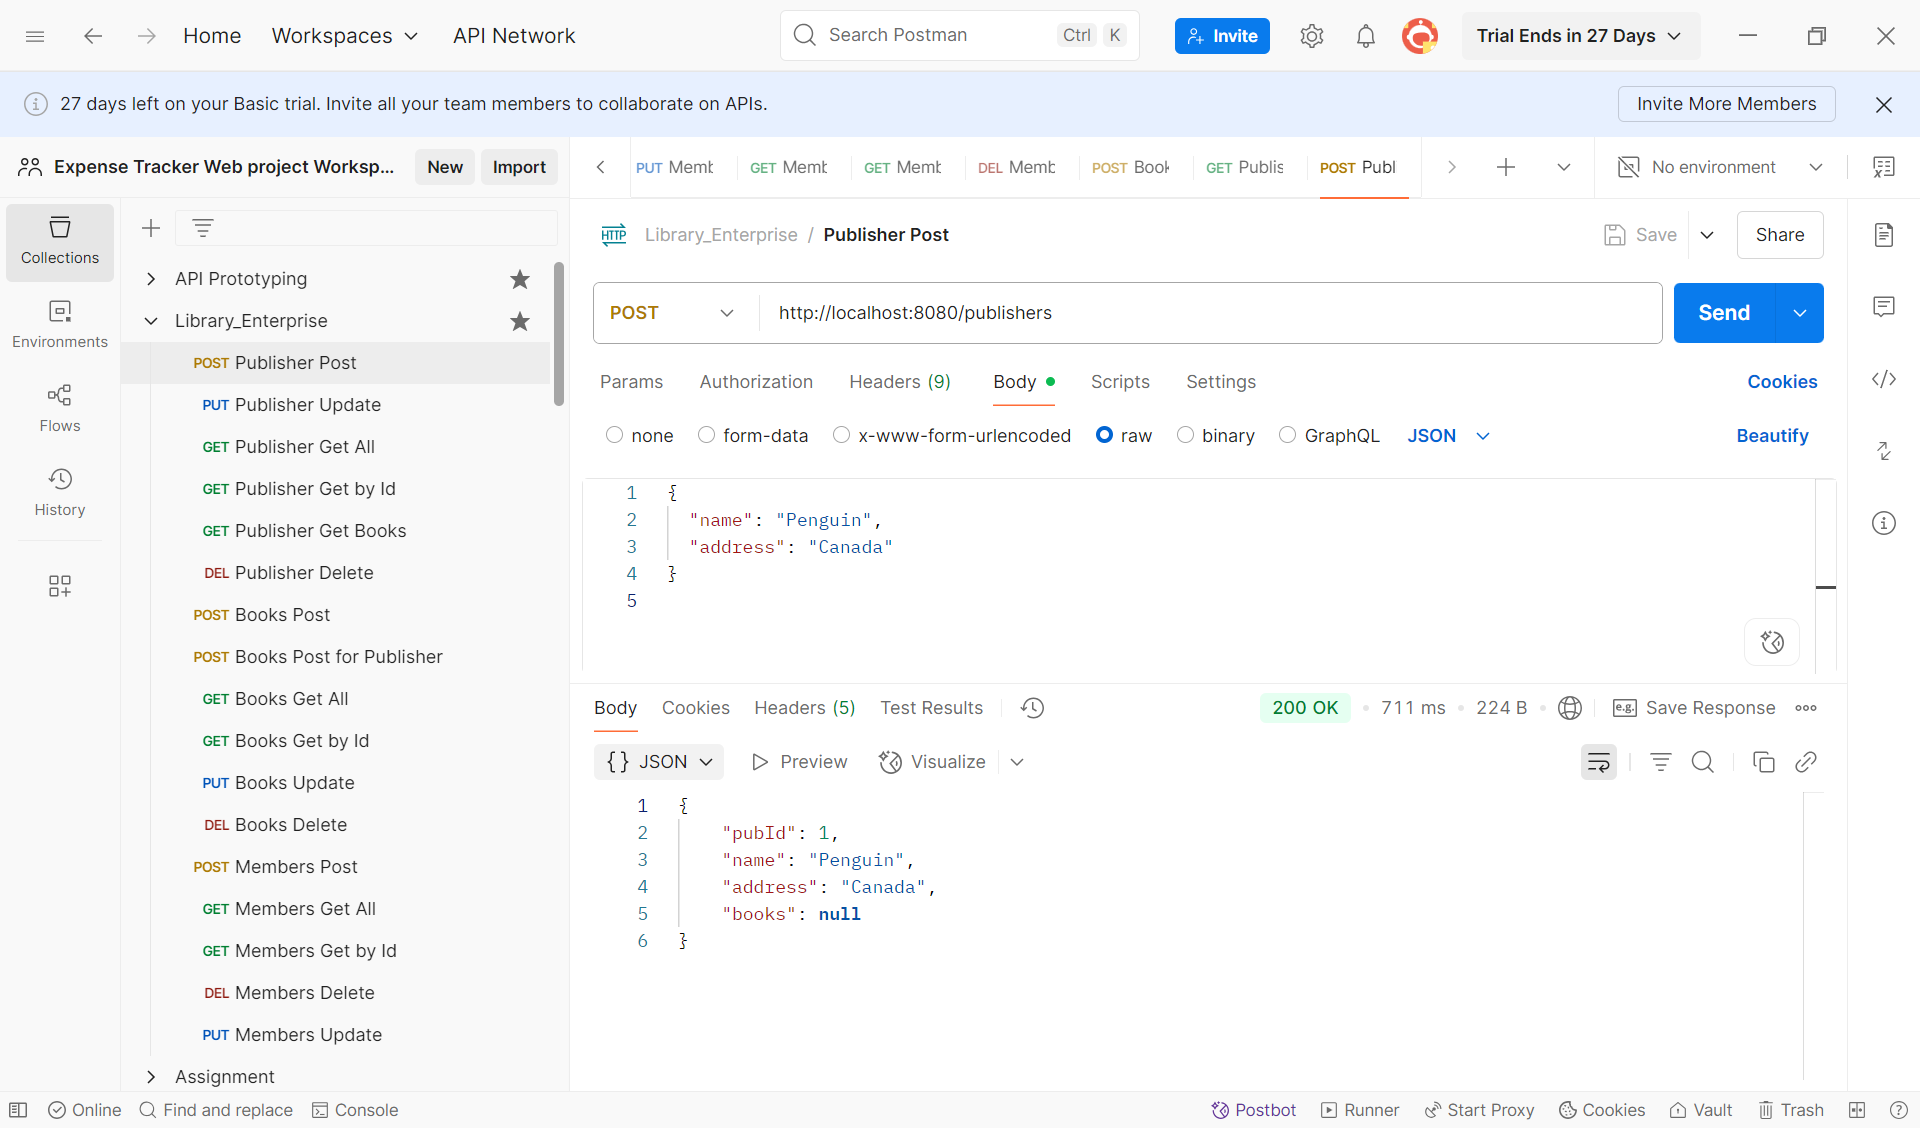 Home Workspaces API Network Search Postman Ctrl K Invite Trial Ends in 27 Days
27 days left on your Basic trial. Invite all your team members to collaborate on APIs. Invite More Members
Expense Tracker Web project Worksp... New Import
PUT Memb GET Memb GET Memb DEL Memb POST Book GET Publis POST Publ No environment
Collections
Environments
Flows
History
API Prototyping
Library_Enterprise
POST Publisher Post
PUT Publisher Update
GET Publisher Get All
GET Publisher Get by Id
GET Publisher Get Books
DEL Publisher Delete
POST Books Post
POST Books Post for Publisher
GET Books Get All
GET Books Get by Id
PUT Books Update
DEL Books Delete
POST Members Post
GET Members Get All
GET Members Get by Id
DEL Members Delete
PUT Members Update
Assignment
HTTP Library_Enterprise / Publisher Post Save Share
POST http://localhost:8080/publishers Send
Params Authorization Headers (9) Body Scripts Settings Cookies
none form-data x-www-form-urlencoded raw binary GraphQL JSON Beautify
1 {
2 "name": "Penguin",
3 "address": "Canada"
4 }
5
Body Cookies Headers (5) Test Results 200 OK 711 ms 224 B e.g. Save Response
{} JSON Preview Visualize
1 {
2 "pubId": 1,
3 "name": "Penguin",
4 "address": "Canada",
5 "books": null
6 }
Online Find and replace Console Postbot Runner Start Proxy Cookies Vault Trash